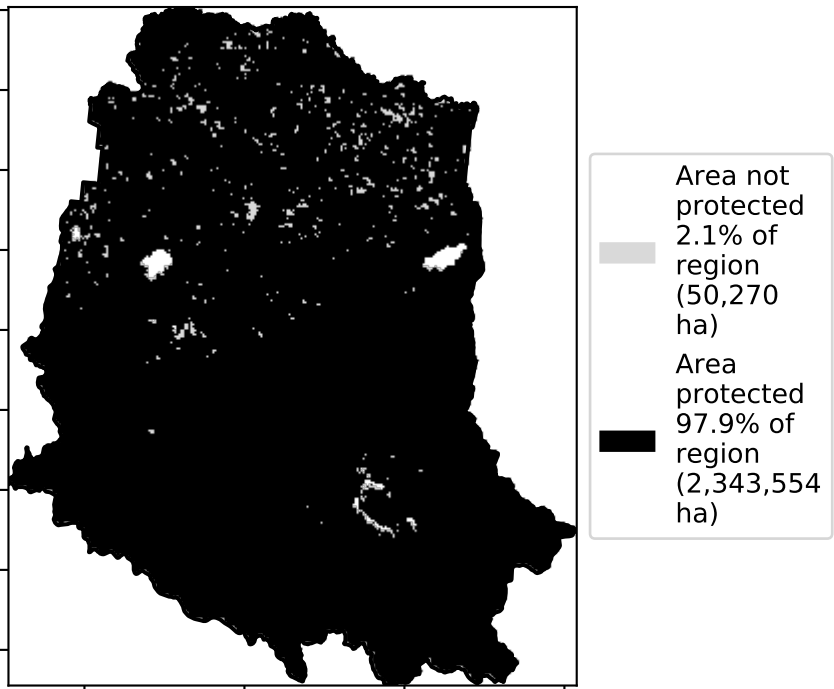 Area not
protected
2.1% of
region
(50,270
ha)
Area
protected
97.9% of
region
(2,343,554
ha)